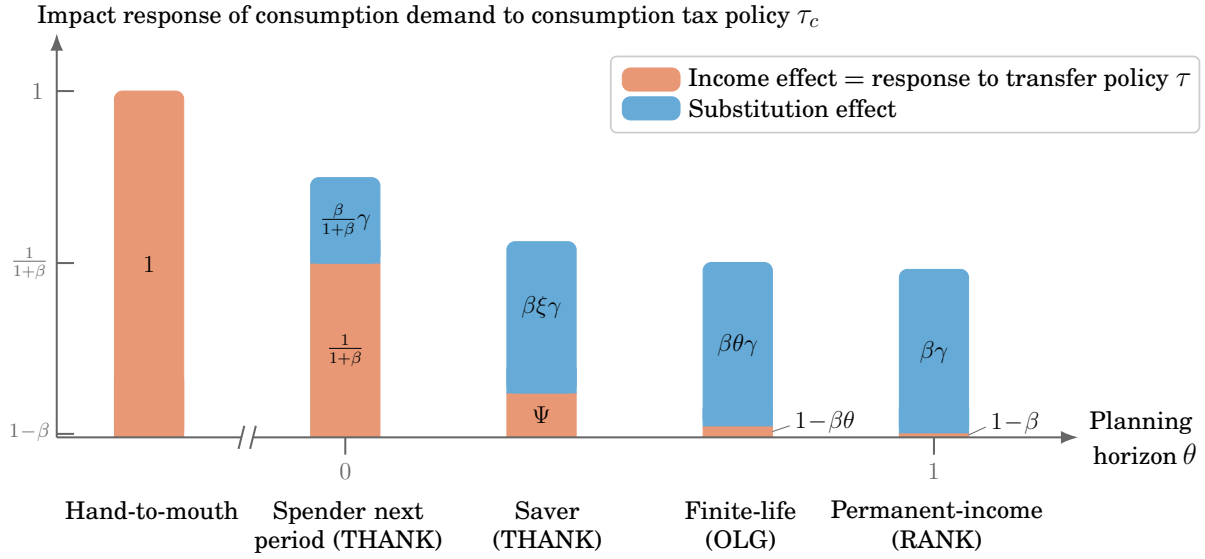 Impact response of consumption demand to consumption tax policy τ_c
Income effect = response to transfer policy τ
Substitution effect
1
1/(1+β)
1−β
1
β/(1+β) γ
1/(1+β)
βξγ
Ψ
βθγ
1−βθ
βγ
1−β
Planning
horizon θ
0
1
Hand-to-mouth
Spender next
period (THANK)
Saver
(THANK)
Finite-life
(OLG)
Permanent-income
(RANK)